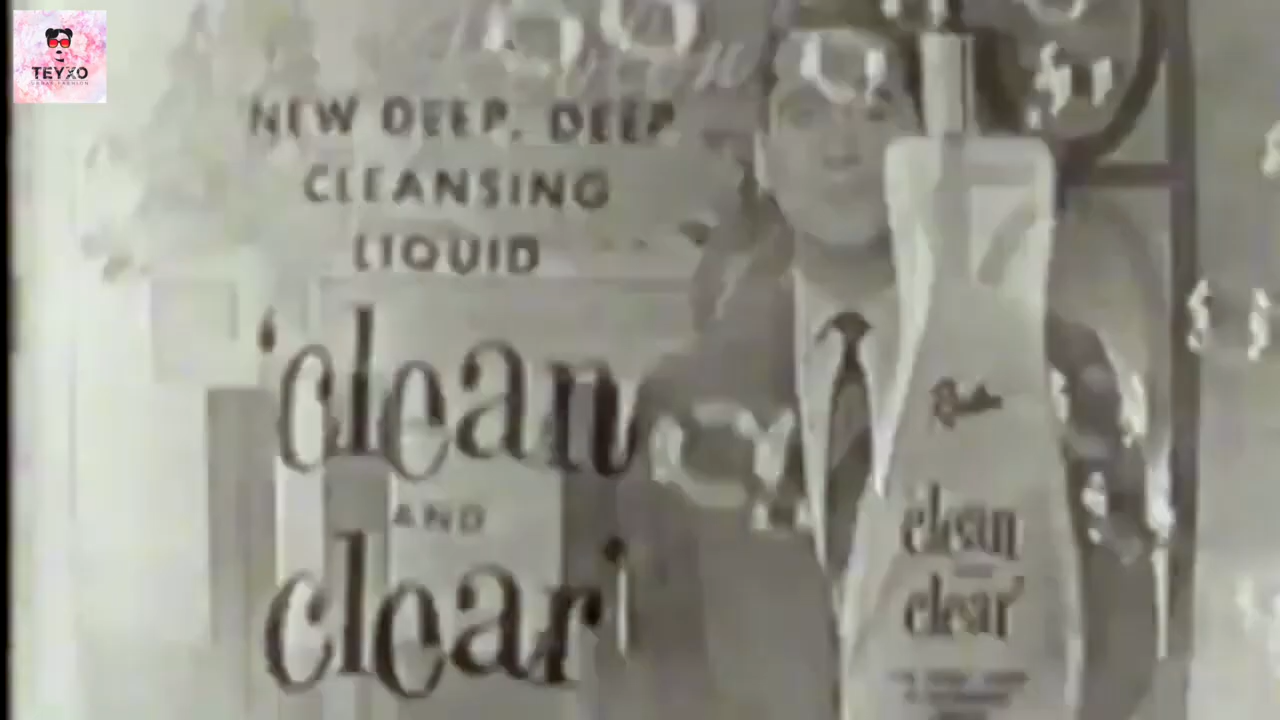 TEYXO
NEW DEEP, DEEP
CLEANSING
LIQUID
'clean
AND
clear'
clean
clear